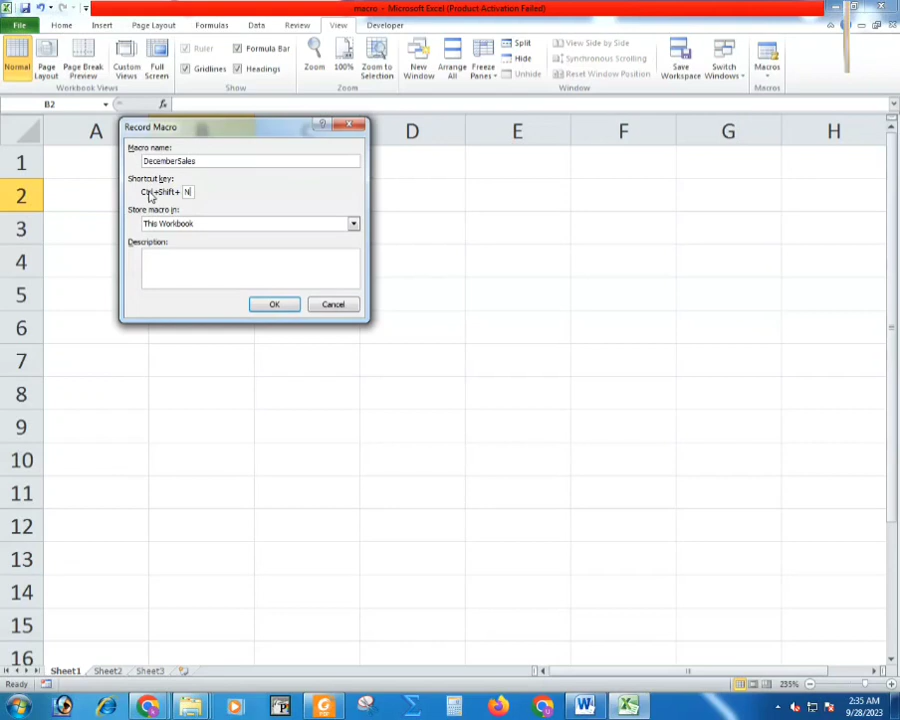 macro - Microsoft Excel (Product Activation Failed)
File Home Insert Page Layout Formulas Data Review View Developer
Normal Page Layout Page Break Preview Custom Views Full Screen
Ruler Formula Bar
Gridlines Headings
Zoom 100% Zoom to Selection
New Window Arrange All Freeze Panes
Split
Hide
Unhide
View Side by Side
Synchronous Scrolling
Reset Window Position
Save Workspace Switch Windows Macros
Workbook Views Show Zoom Window Macros
B2 fx
A D E F G H
Record Macro
Macro name:
DecemberSales
Shortcut key:
Ctrl+Shift+ N
Store macro in:
This Workbook
Description:
OK Cancel
1
2
3
4
5
6
7
8
9
10
11
12
13
14
15
16
Sheet1 Sheet2 Sheet3
Ready 235%
2:35 AM
9/28/2023